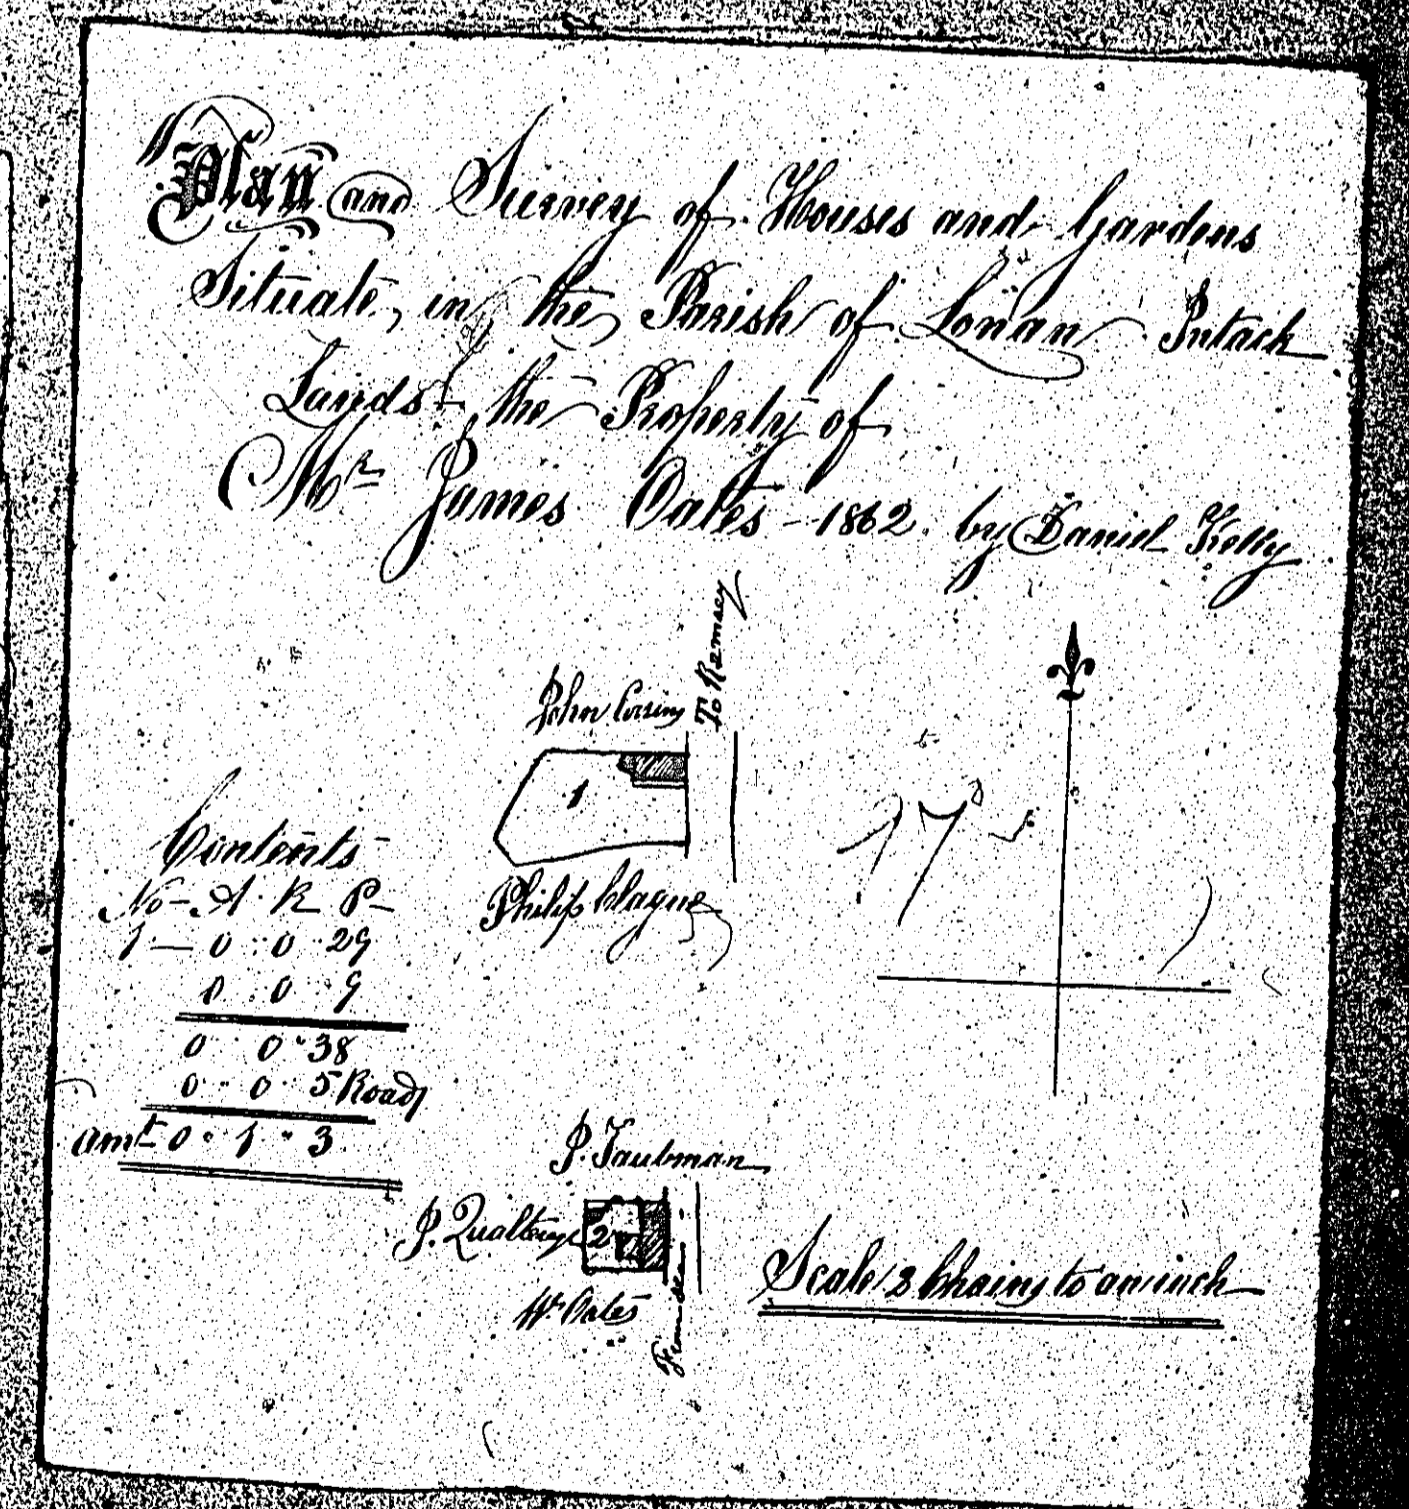 Plan and Survey of Houses and Gardens
Situate, in the Parish of Lonan Intack
Lands the Property of
Mr James Oates - 1862. by Daniel Kelly
To Ramsey
John
1
Philip Clague
17
Contents
No - A. R P -
1 - 0 .. 0 .. 29
0 .. 0 .. 9
0 .. 0 .. 38
0 .. 0 .. 5 Road
amt 0 .. 1 .. 3
J. Taubman
2
Wm Oates
Scale 2 Chains to an inch